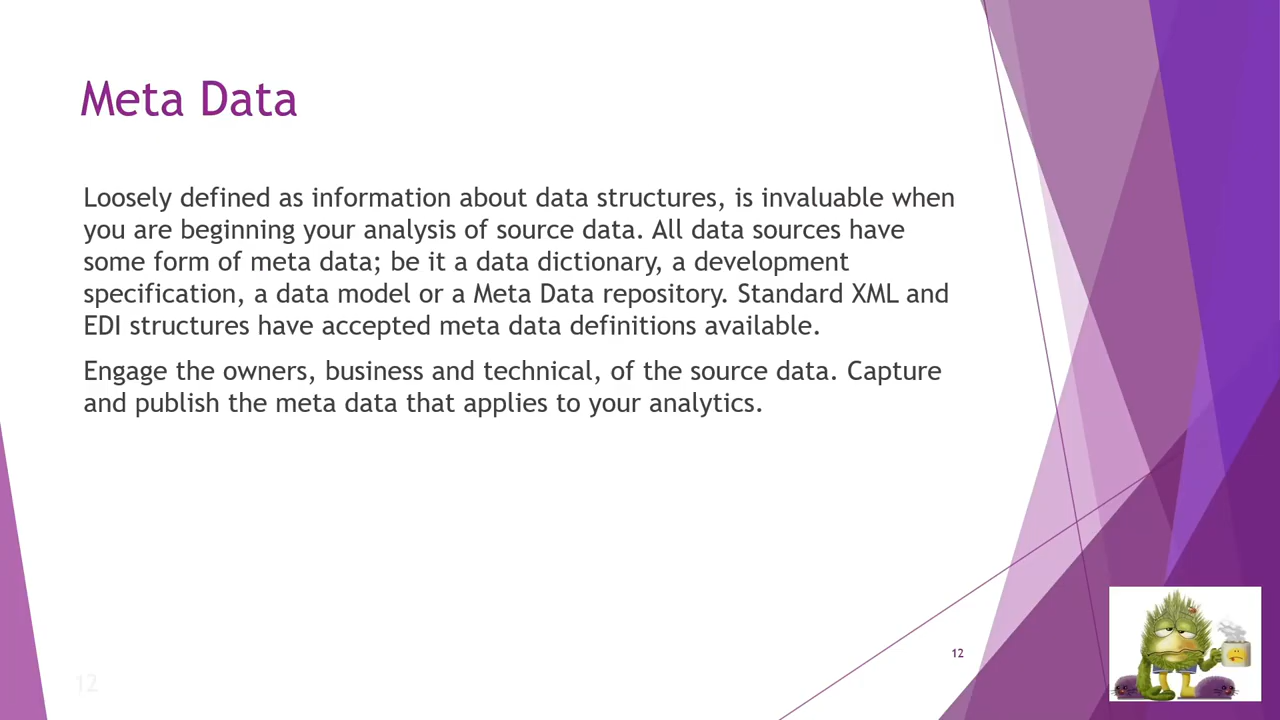 Meta Data
Loosely defined as information about data structures, is invaluable when
you are beginning your analysis of source data. All data sources have
some form of meta data; be it a data dictionary, a development
specification, a data model or a Meta Data repository. Standard XML and
EDI structures have accepted meta data definitions available.
Engage the owners, business and technical, of the source data. Capture
and publish the meta data that applies to your analytics.
12
12